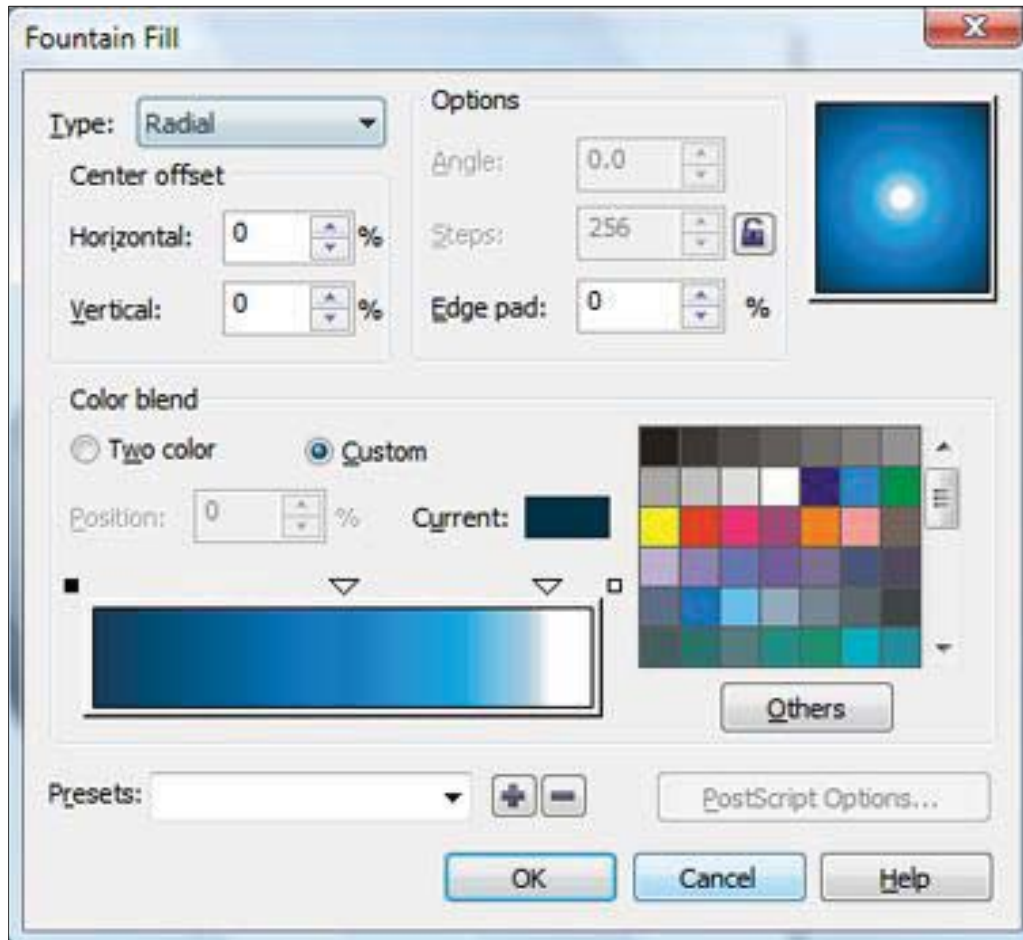 Fountain Fill
Type: Radial
Center offset
Horizontal: 0 %
Vertical: 0 %
Options
Angle: 0.0
Steps: 256
Edge pad: 0 %
Color blend
Two color Custom
Position: 0 % Current:
Others
Presets:
PostScript Options...
OK Cancel Help